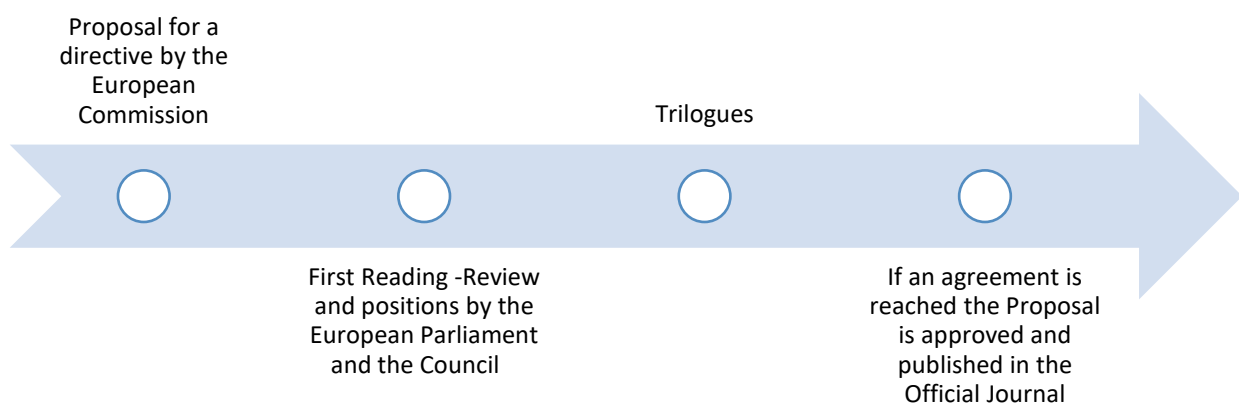 Proposal for a
directive by the
European
Commission
First Reading -Review
and positions by the
European Parliament
and the Council
Trilogues
If an agreement is
reached the Proposal
is approved and
published in the
Official Journal